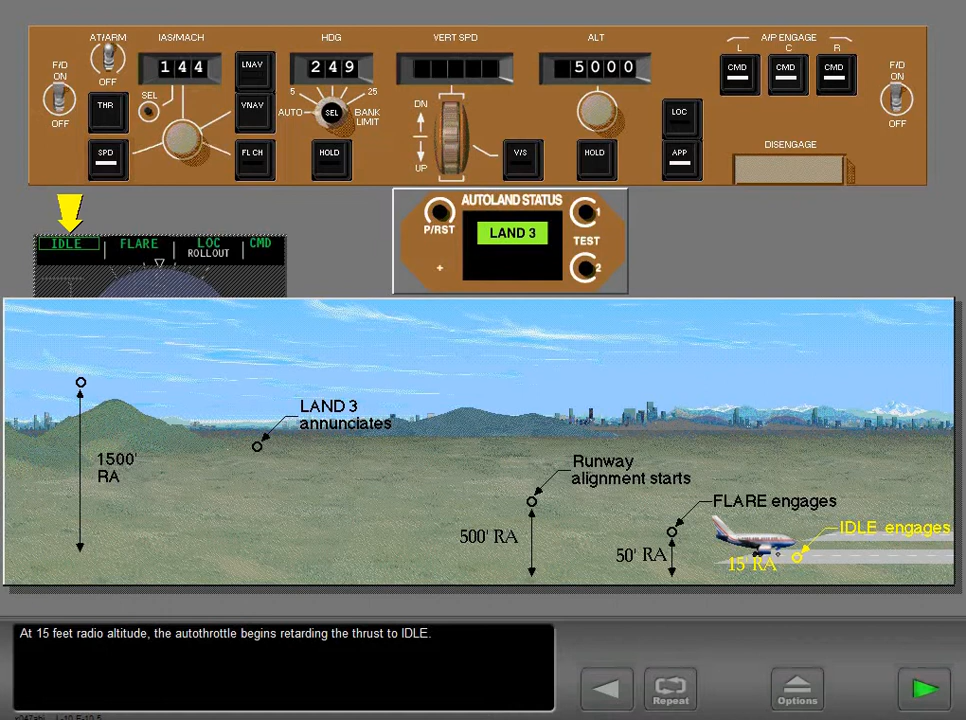 AT/ARM
IAS/MACH
HDG
VERT SPD
ALT
A/P ENGAGE
L C R
F/D
ON
OFF
OFF
144
LNAV
249
5000
CMD
CMD
CMD
F/D
ON
OFF
SEL
THR
VNAV
5 25
AUTO
SEL
BANK
LIMIT
DN
UP
LOC
SPD
FL CH
HOLD
V/S
HOLD
APP
DISENGAGE
AUTOLAND STATUS
P/RST
LAND 3
1
TEST
2
IDLE
FLARE
LOC
ROLLOUT
CMD
LAND 3
annunciates
1500'
RA
Runway
alignment starts
500' RA
FLARE engages
50' RA
IDLE engages
15' RA
At 15 feet radio altitude, the autothrottle begins retarding the thrust to IDLE.
Repeat
Options